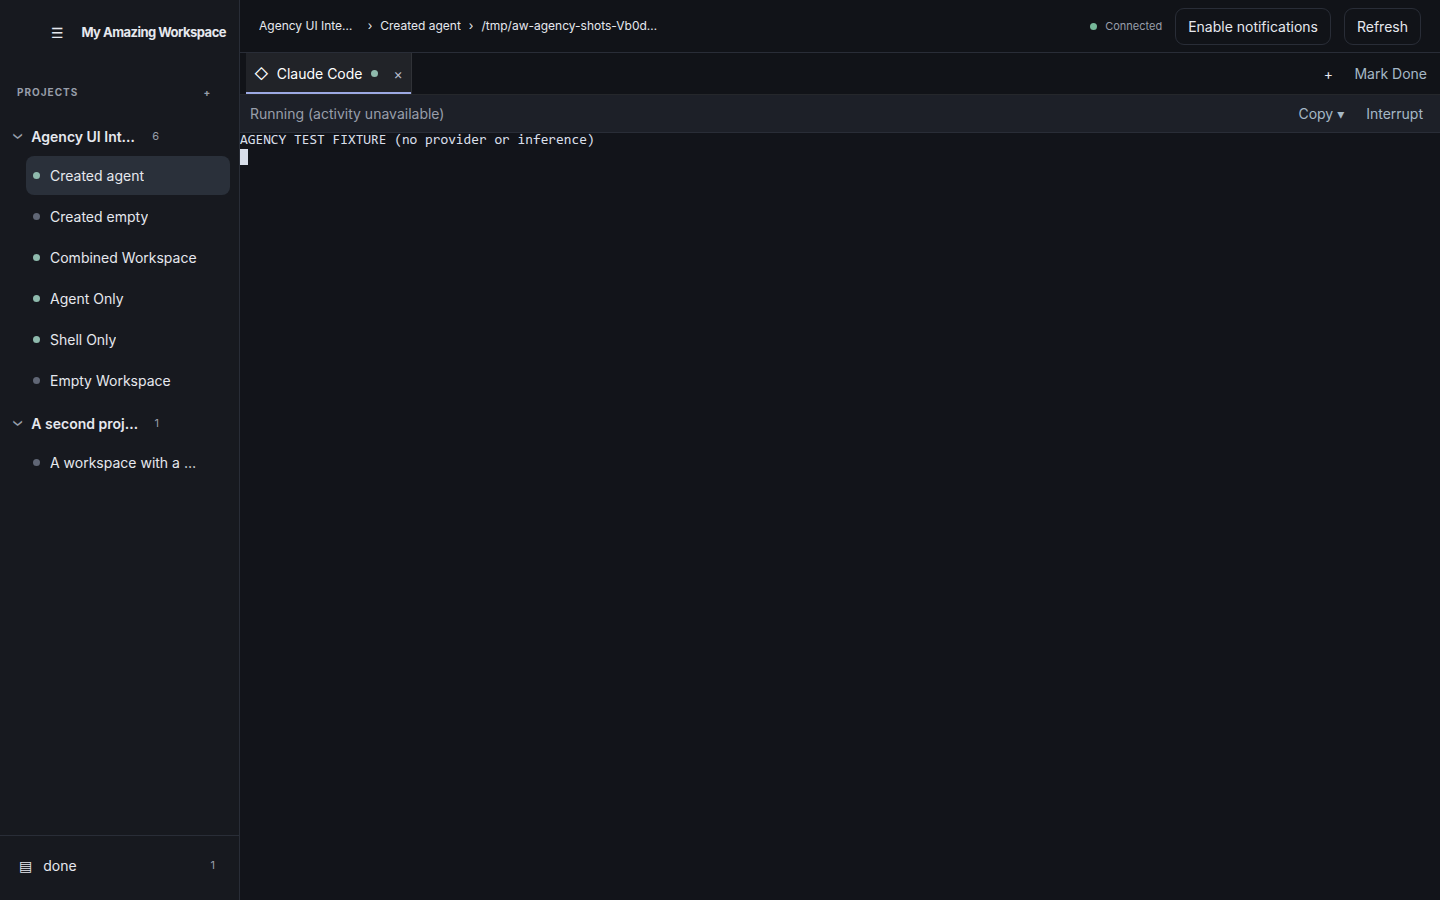 ☰ My Amazing Workspace
PROJECTS +
Agency UI Int... 6
Created agent
Created empty
Combined Workspace
Agent Only
Shell Only
Empty Workspace
A second proj... 1
A workspace with a ...
done 1
Agency UI Inte... › Created agent › /tmp/aw-agency-shots-Vb0d...
Connected Enable notifications Refresh
Claude Code ×
+ Mark Done
Running (activity unavailable)
Copy ▾ Interrupt
AGENCY TEST FIXTURE (no provider or inference)